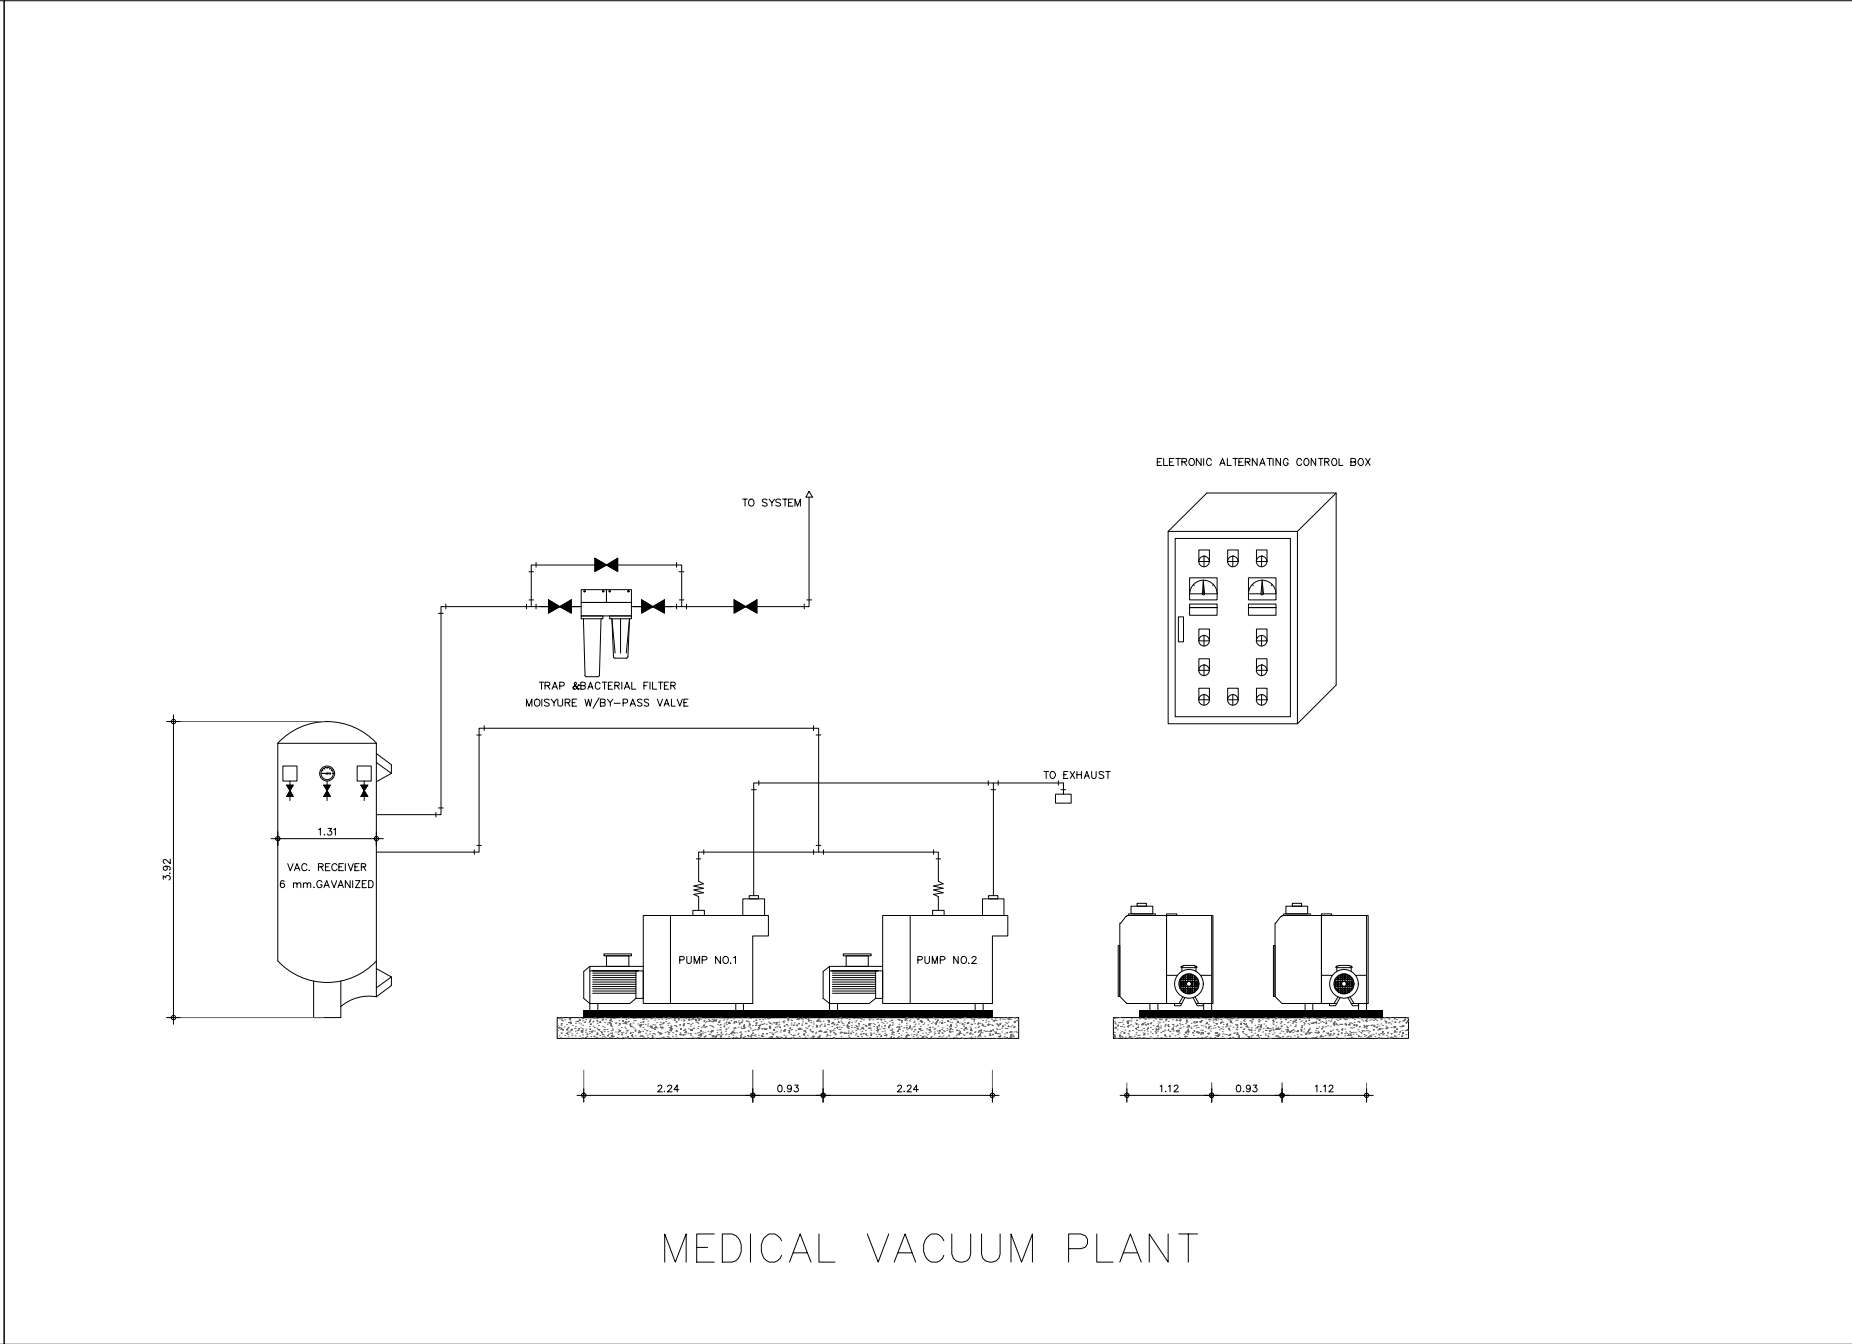 ELETRONIC ALTERNATING CONTROL BOX
TO SYSTEM
TRAP &BACTERIAL FILTER
MOISYURE W/BY-PASS VALVE
TO EXHAUST
1.31
3.92
VAC. RECEIVER
6 mm.GAVANIZED
PUMP NO.1
PUMP NO.2
2.24
0.93
2.24
1.12
0.93
1.12
MEDICAL VACUUM PLANT